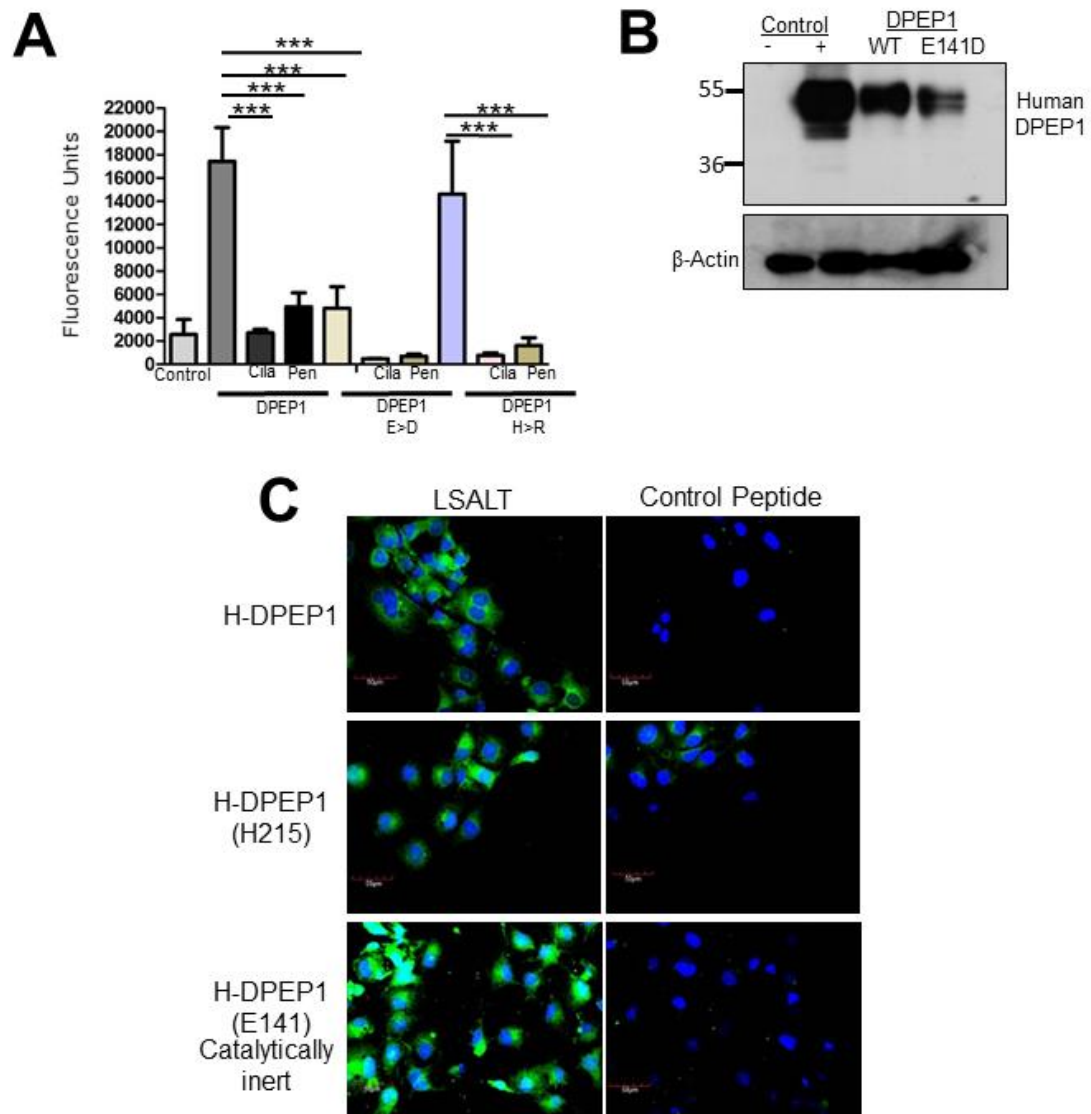 A
***
***
***
***
***
***
22000
20000
18000
16000
14000
12000
10000
8000
6000
4000
2000
0
Fluorescence Units
Control
Cila Pen
Cila Pen
Cila Pen
DPEP1
DPEP1
E>D
DPEP1
H>R
B
Control
DPEP1
- + WT E141D
55
36
Human
DPEP1
β-Actin
C
LSALT
Control Peptide
H-DPEP1
H-DPEP1
(H215)
H-DPEP1
(E141)
Catalytically
inert